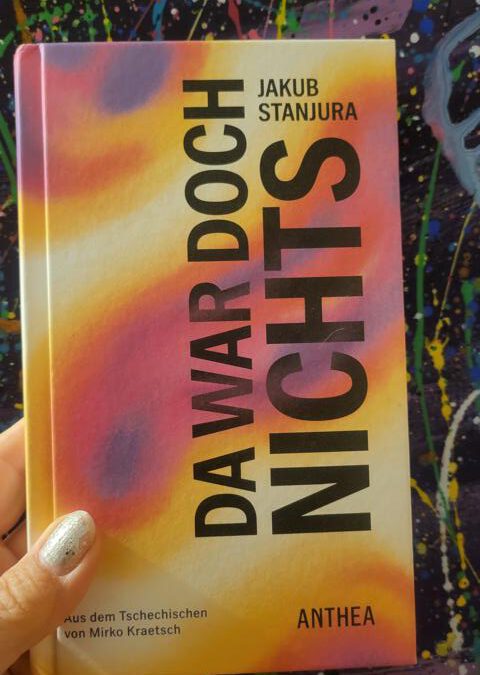 JAKUB
STANJURA
DA WAR DOCH
NICHTS
Aus dem Tschechischen
von Mirko Kraetsch
ANTHEA